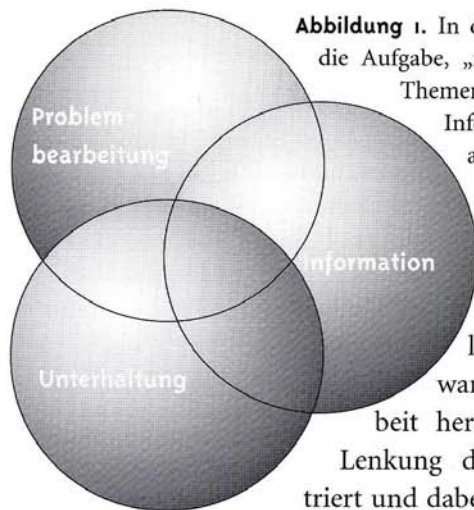 Abbildung 1. In d
die Aufgabe, „
Themen
Inf
a
Problem-
bearbeitung
Information
Unterhaltung
l
war
beit her
Lenkung d
triert und dabe